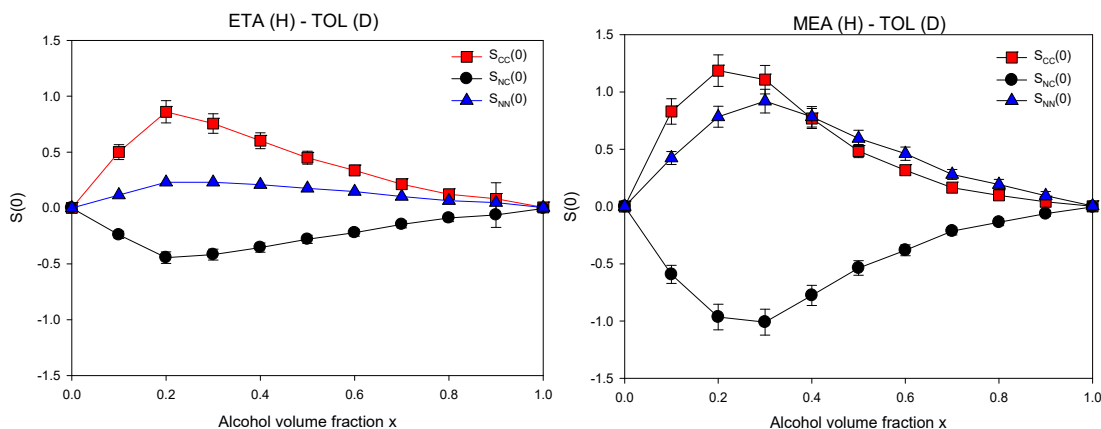 ETA (H) - TOL (D)
1.5
1.0
0.5
0.0
-0.5
-1.0
-1.5
S(0)
S_CC(0)
S_NC(0)
S_NN(0)
0.0 0.2 0.4 0.6 0.8 1.0
Alcohol volume fraction x
MEA (H) - TOL (D)
1.5
1.0
0.5
0.0
-0.5
-1.0
-1.5
S(0)
S_CC(0)
S_NC(0)
S_NN(0)
0.0 0.2 0.4 0.6 0.8 1.0
Alcohol volume fraction x